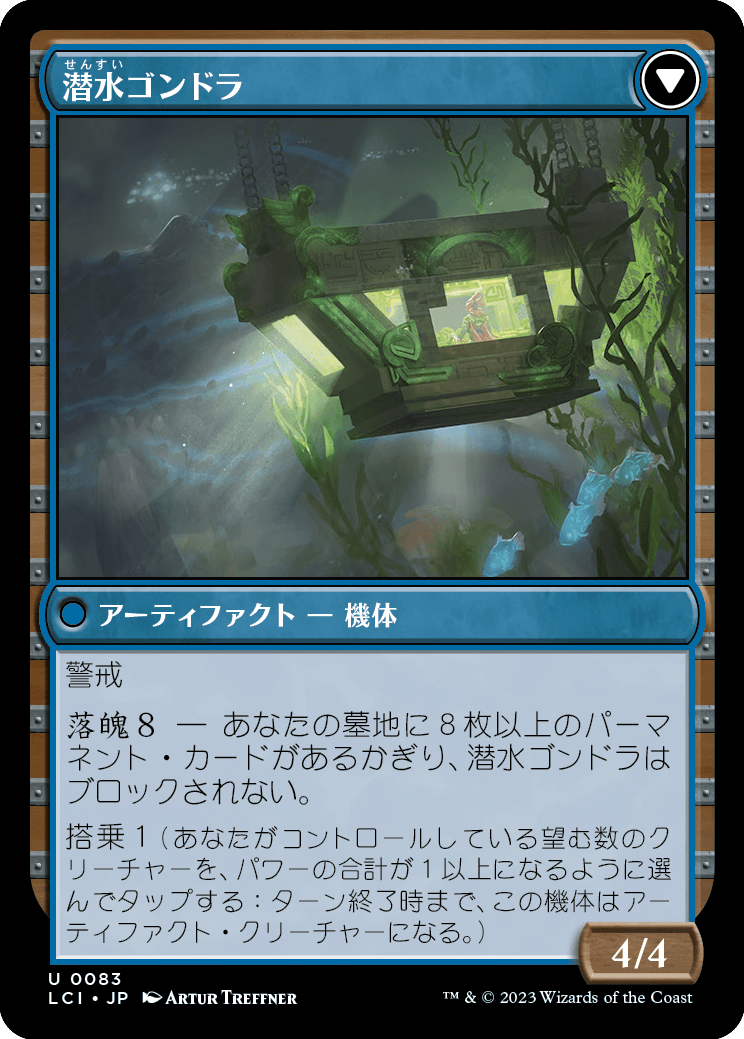 せんすい
潜水ゴンドラ
アーティファクト — 機体
警戒
落魄８ — あなたの墓地に８枚以上のパーマ
ネント・カードがあるかぎり、潜水ゴンドラは
ブロックされない。
搭乗１（あなたがコントロールしている望む数のク
リーチャーを、パワーの合計が１以上になるように選
んでタップする：ターン終了時まで、この機体はアー
ティファクト・クリーチャーになる。）
4/4
U 0083
LCI • JP ARTUR TREFFNER
™ & © 2023 Wizards of the Coast